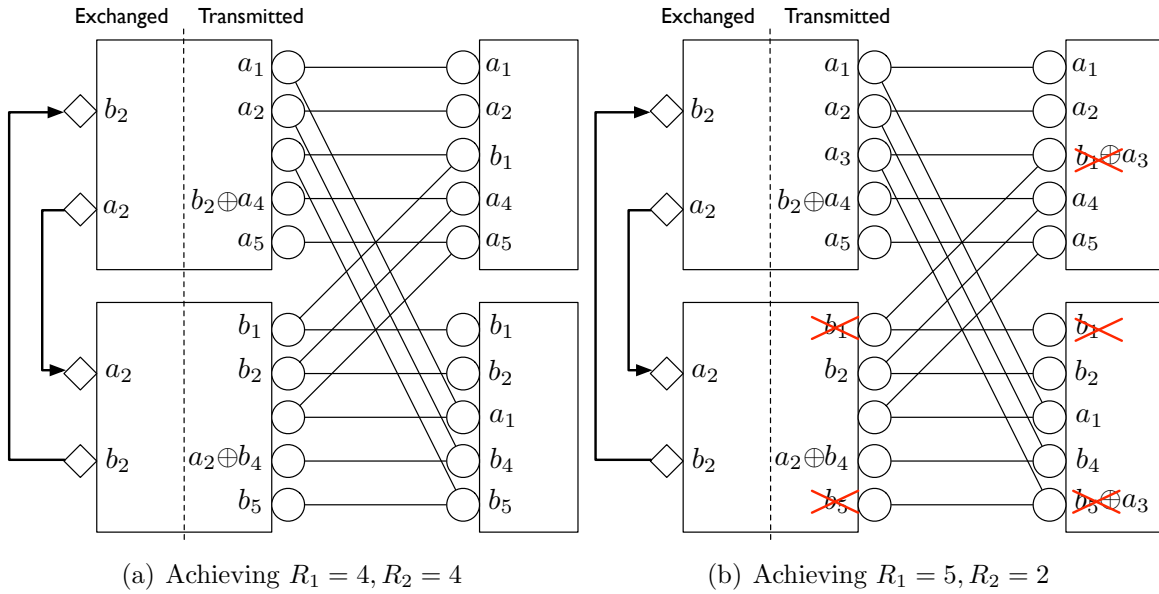 Exchanged Transmitted
a₁ a₁
a₂ a₂
b₂
b₁
b₂⊕a₄ a₄
a₂
a₅ a₅
b₁ b₁
a₂ b₂ b₂
a₁
b₂ a₂⊕b₄ b₄
b₅ b₅
(a) Achieving R₁ = 4, R₂ = 4
Exchanged Transmitted
a₁ a₁
a₂ a₂
b₂
a₃ b₁⊕a₃
b₂⊕a₄ a₄
a₂
a₅ a₅
b₁ b₁
a₂ b₂ b₂
a₁
b₂ a₂⊕b₄ b₄
b₅ b₅⊕a₃
(b) Achieving R₁ = 5, R₂ = 2